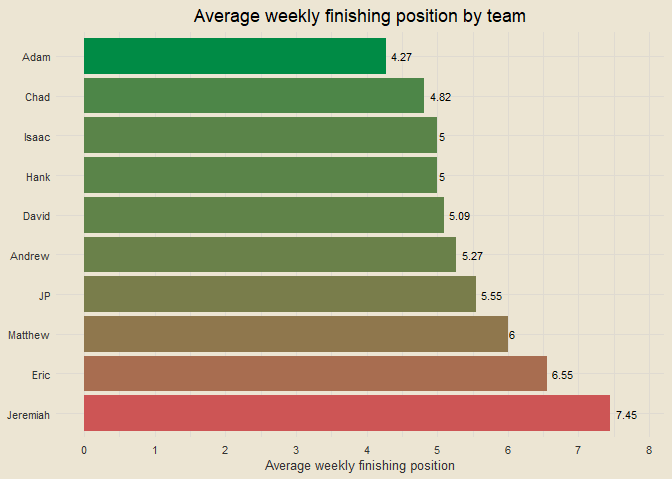 Average weekly finishing position by team
Adam 4.27
Chad 4.82
Isaac 5
Hank 5
David 5.09
Andrew 5.27
JP 5.55
Matthew 6
Eric 6.55
Jeremiah 7.45
0 1 2 3 4 5 6 7 8
Average weekly finishing position